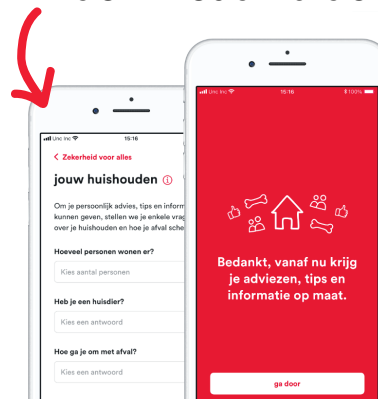 Linc Inc
15:16
Zekerheid voor alles
jouw huishouden
Om je persoonlijk advies, tips en
kunnen geven, stellen we je enkele
over je huishouden en hoe je afval
Hoeveel personen wonen er?
Kies aantal personen
Heb je een huisdier?
Kies een antwoord
Hoe ga je om met afval?
Kies een antwoord
Linc Inc
15:16
100%
Bedankt, vanaf nu krijg
je adviezen, tips en
informatie op maat.
ga door